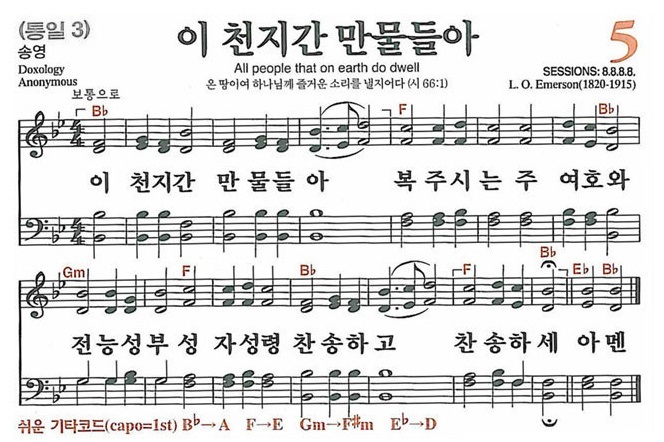 (통일 3)
이 천지간 만물들아
5
송영
Doxology
Anonymous
All people that on earth do dwell
온 땅이여 하나님께 즐거운 소리를 낼지어다 (시 66:1)
SESSIONS: 8.8.8.8.
L. O. Emerson(1820-1915)
보통으로
B♭ F B♭
이 천지간 만 물들 아 복 주시 는 주 여호와
Gm F B♭ F B♭ E♭ B♭
전능성부 성 자성령 찬 송하 고 찬 송하 세 아멘
쉬운 기타코드(capo=1st) B♭→A F→E Gm→F#m E♭→D